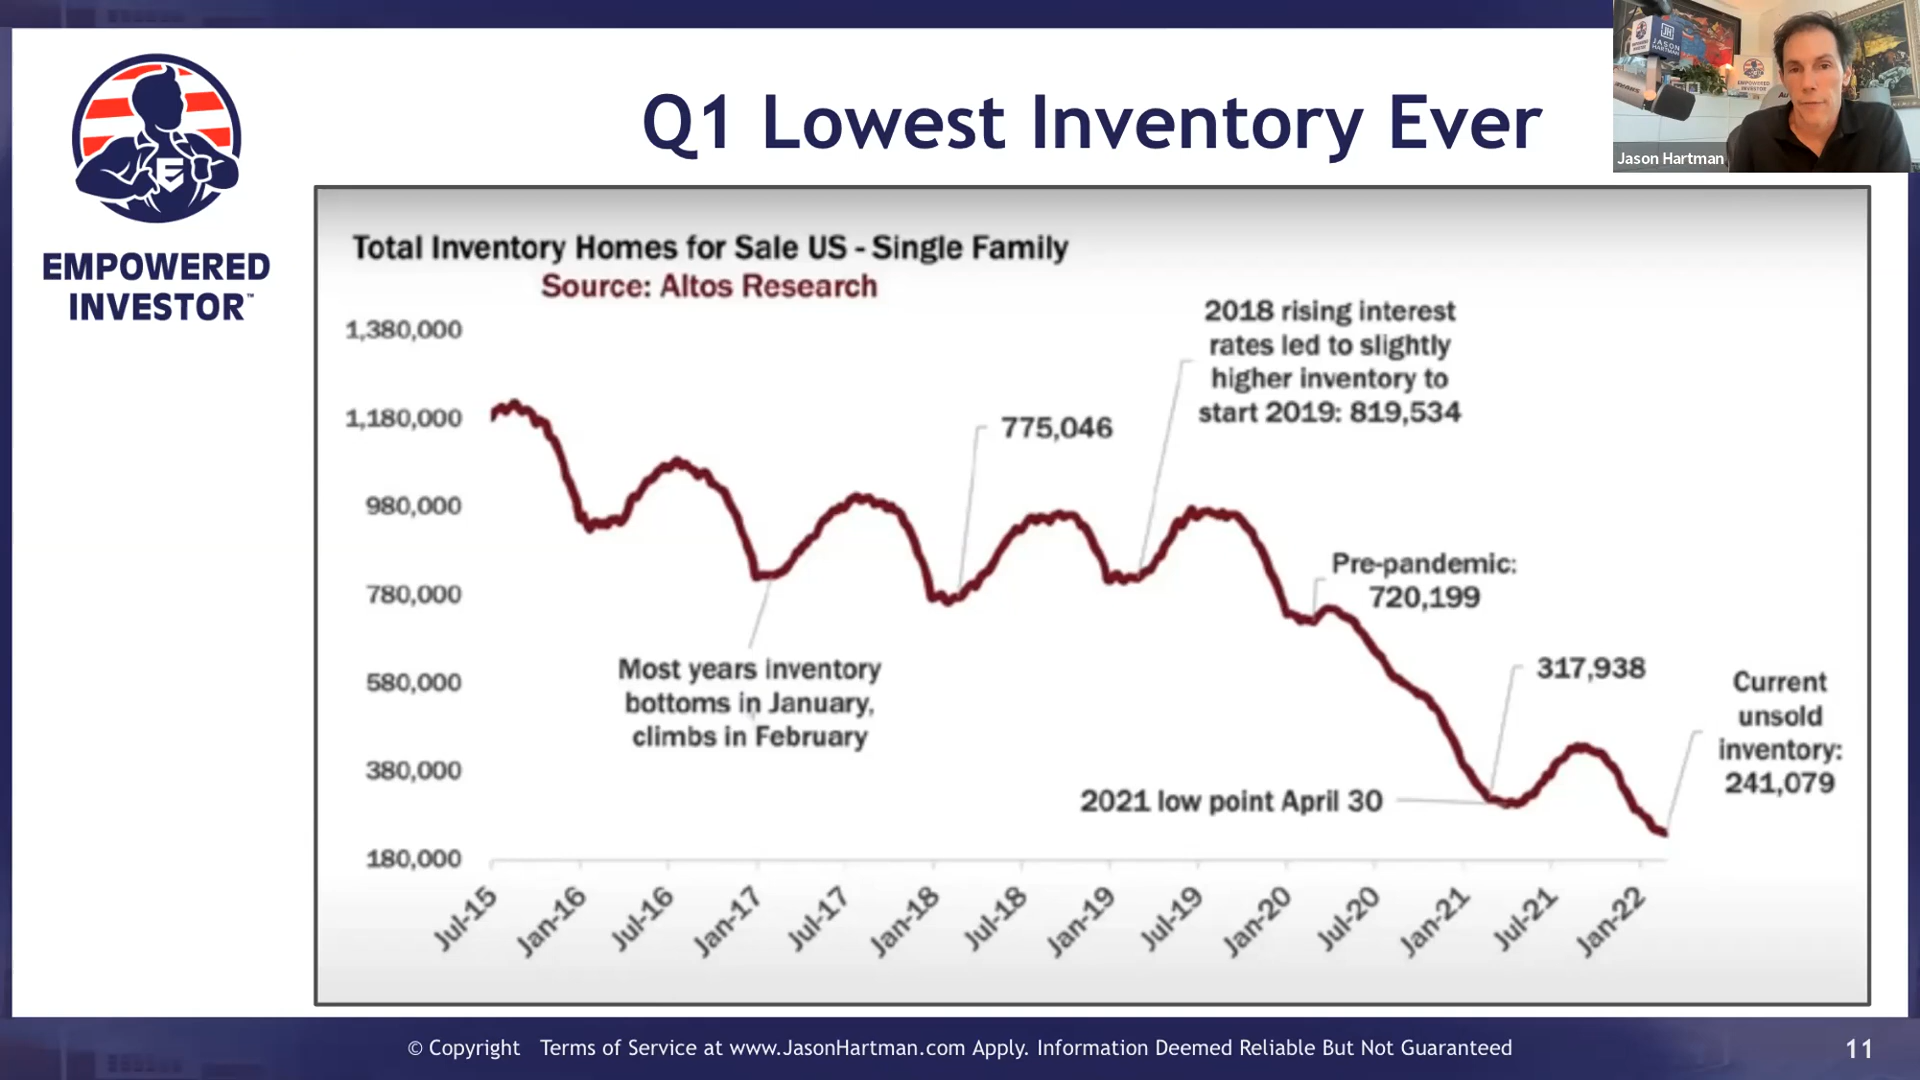 Q1 Lowest Inventory Ever
JASON
HARTMAN
EMPOWERED
INVESTOR
Jason Hartman
EMPOWERED
INVESTOR™
Total Inventory Homes for Sale US - Single Family
Source: Altos Research
1,380,000
1,180,000
980,000
780,000
580,000
380,000
180,000
2018 rising interest
rates led to slightly
higher inventory to
start 2019: 819,534
775,046
Pre-pandemic:
720,199
Most years inventory
bottoms in January,
climbs in February
317,938
2021 low point April 30
Current
unsold
inventory:
241,079
Jul-15
Jan-16
Jul-16
Jan-17
Jul-17
Jan-18
Jul-18
Jan-19
Jul-19
Jan-20
Jul-20
Jan-21
Jul-21
Jan-22
© Copyright Terms of Service at www.JasonHartman.com Apply. Information Deemed Reliable But Not Guaranteed
11